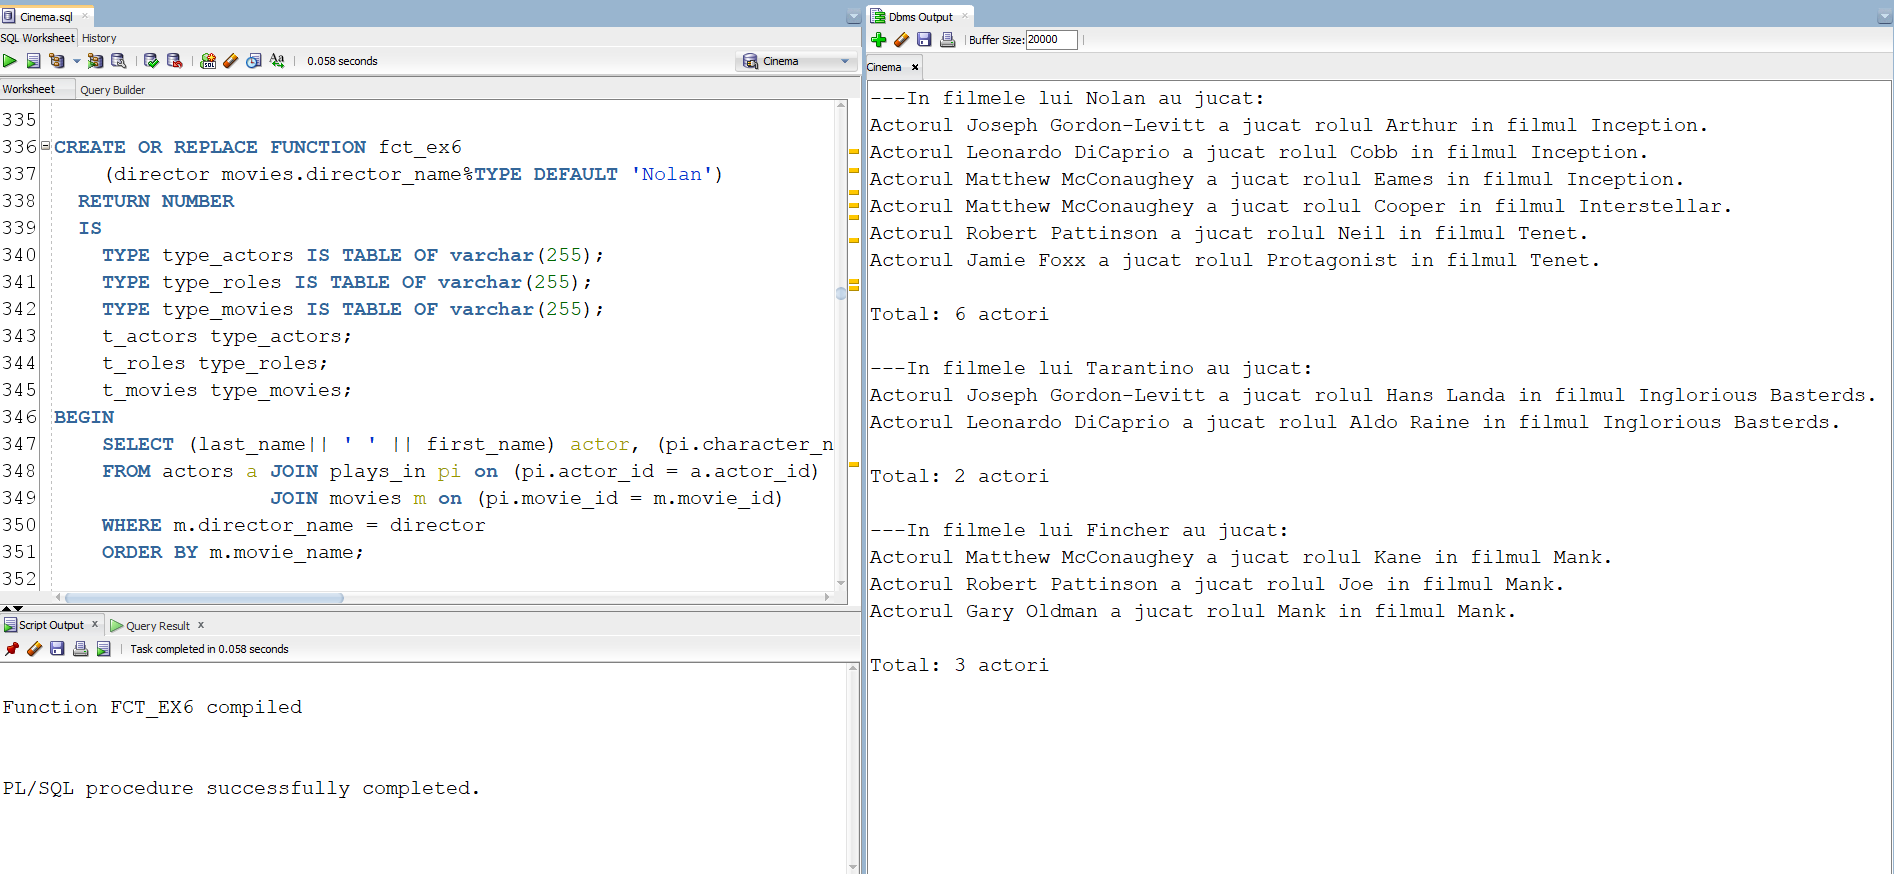 Cinema.sql
SQL Worksheet History
0.058 seconds
Cinema
Worksheet Query Builder
335
336 CREATE OR REPLACE FUNCTION fct_ex6
337 (director movies.director_name%TYPE DEFAULT 'Nolan')
338 RETURN NUMBER
339 IS
340 TYPE type_actors IS TABLE OF varchar(255);
341 TYPE type_roles IS TABLE OF varchar(255);
342 TYPE type_movies IS TABLE OF varchar(255);
343 t_actors type_actors;
344 t_roles type_roles;
345 t_movies type_movies;
346 BEGIN
347 SELECT (last_name|| ' ' || first_name) actor, (pi.character_n
348 FROM actors a JOIN plays_in pi on (pi.actor_id = a.actor_id)
349 JOIN movies m on (pi.movie_id = m.movie_id)
350 WHERE m.director_name = director
351 ORDER BY m.movie_name;
352
Script Output Query Result
Task completed in 0.058 seconds
Function FCT_EX6 compiled
PL/SQL procedure successfully completed.
Dbms Output
Buffer Size: 20000
Cinema
---In filmele lui Nolan au jucat:
Actorul Joseph Gordon-Levitt a jucat rolul Arthur in filmul Inception.
Actorul Leonardo DiCaprio a jucat rolul Cobb in filmul Inception.
Actorul Matthew McConaughey a jucat rolul Eames in filmul Inception.
Actorul Matthew McConaughey a jucat rolul Cooper in filmul Interstellar.
Actorul Robert Pattinson a jucat rolul Neil in filmul Tenet.
Actorul Jamie Foxx a jucat rolul Protagonist in filmul Tenet.
Total: 6 actori
---In filmele lui Tarantino au jucat:
Actorul Joseph Gordon-Levitt a jucat rolul Hans Landa in filmul Inglorious Basterds.
Actorul Leonardo DiCaprio a jucat rolul Aldo Raine in filmul Inglorious Basterds.
Total: 2 actori
---In filmele lui Fincher au jucat:
Actorul Matthew McConaughey a jucat rolul Kane in filmul Mank.
Actorul Robert Pattinson a jucat rolul Joe in filmul Mank.
Actorul Gary Oldman a jucat rolul Mank in filmul Mank.
Total: 3 actori